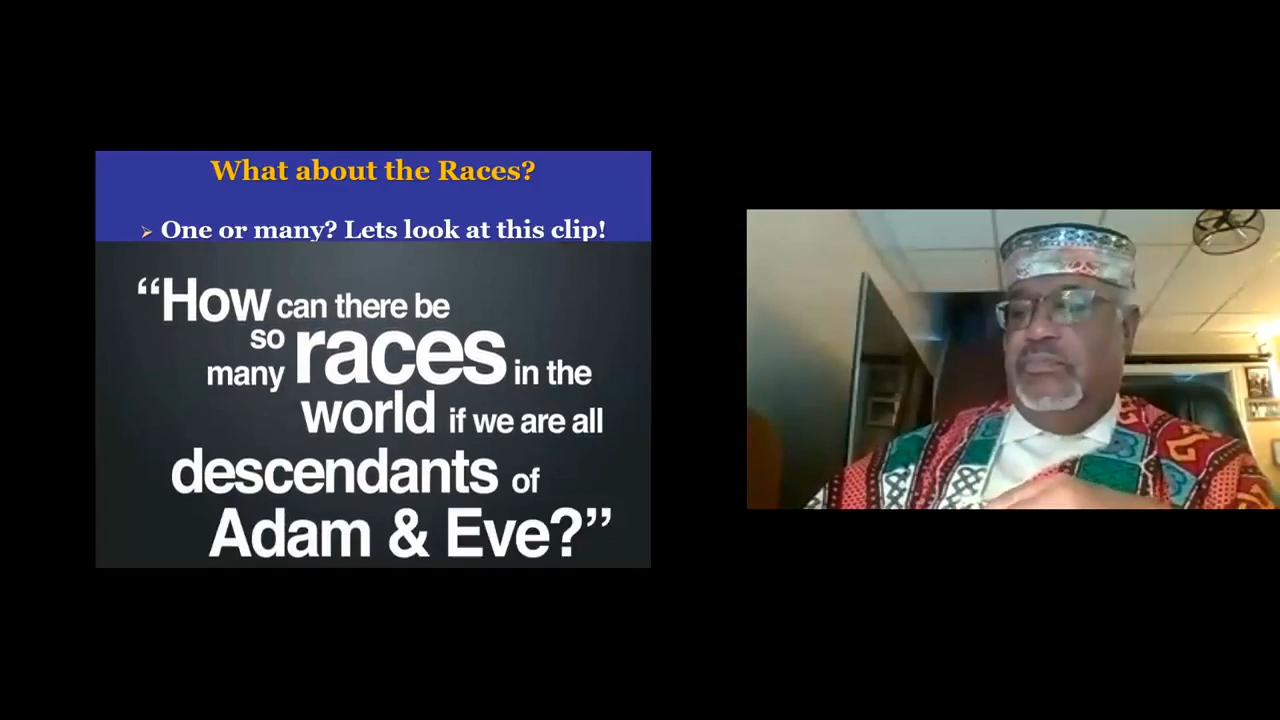 What about the Races?
➢ One or many? Lets look at this clip!
“How can there be
so
many races in the
world if we are all
descendants of
Adam & Eve?”